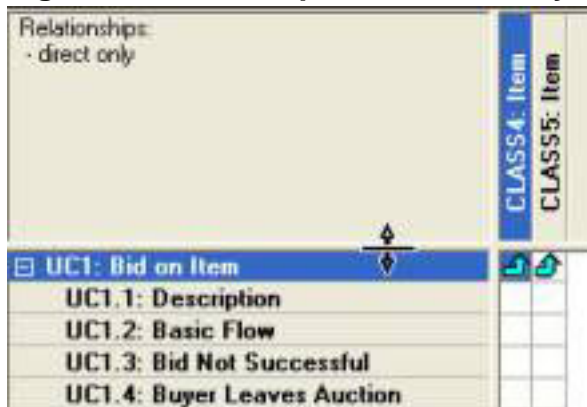 Relationships:
- direct only
CLASS4: Item
CLASS5: Item
UC1: Bid on Item
UC1.1: Description
UC1.2: Basic Flow
UC1.3: Bid Not Successful
UC1.4: Buyer Leaves Auction